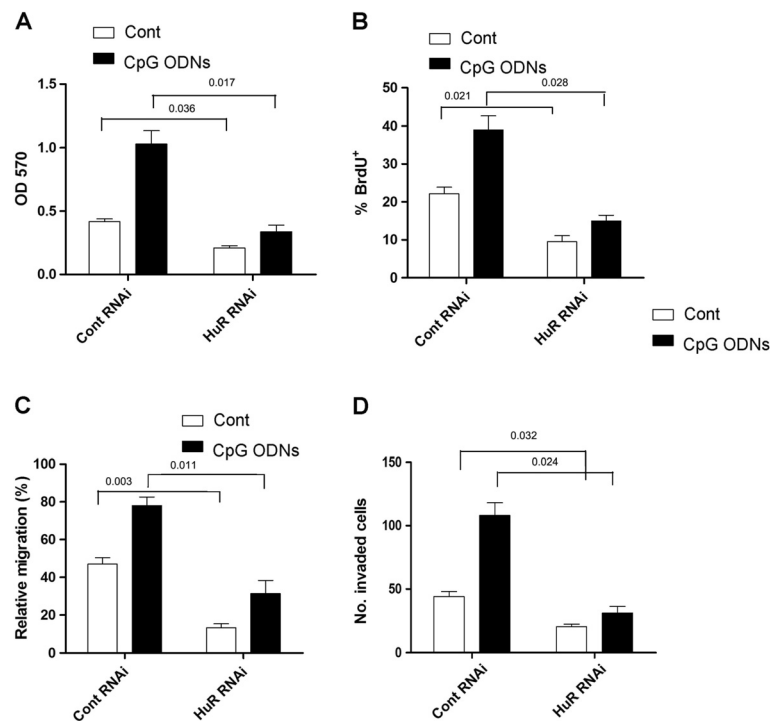 A
Cont
CpG ODNs
OD 570
1.5
1.0
0.5
0.0
0.017
0.036
Cont RNAi
HuR RNAi
B
Cont
CpG ODNs
% BrdU+
50
40
30
20
10
0
0.028
0.021
Cont RNAi
HuR RNAi
Cont
CpG ODNs
C
Cont
CpG ODNs
Relative migration (%)
100
80
60
40
20
0
0.011
0.003
Cont RNAi
HuR RNAi
D
No. invaded cells
150
100
50
0
0.032
0.024
Cont RNAi
HuR RNAi